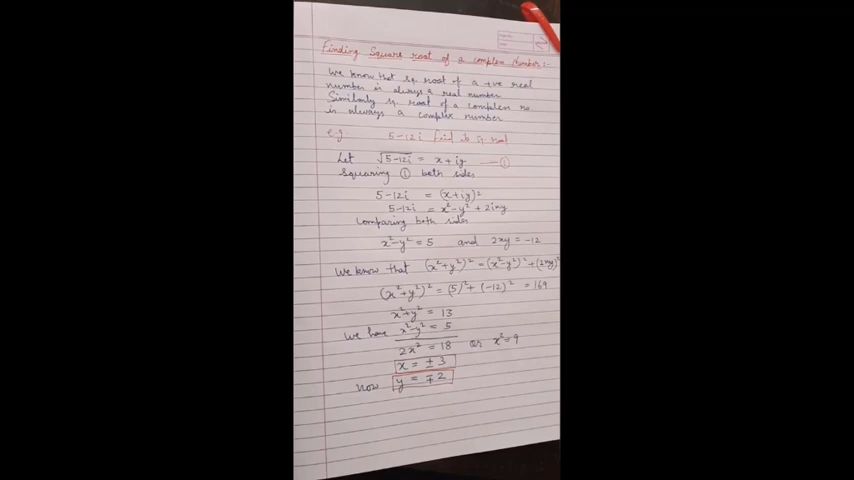 Finding Square root of a complex Number:-
We know that sq. root of a +ve real
number is always a real number
Similarly sq. root of a complex no
is always a complex number
e.g. 5-12i find its sq root
Let √5-12i = x + iy ——①
Squaring ① both sides
5-12i = (x+iy)²
5-12i = x²-y² + 2ixy
Comparing both sides
x²-y² = 5 and 2xy = -12
We know that (x²+y²)² = (x²-y²)² + (2xy)²
(x²+y²)² = (5)² + (-12)² = 169
x²+y² = 13
We have x²-y² = 5
2x² = 18 or x² = 9
x = ± 3
now y = ∓ 2